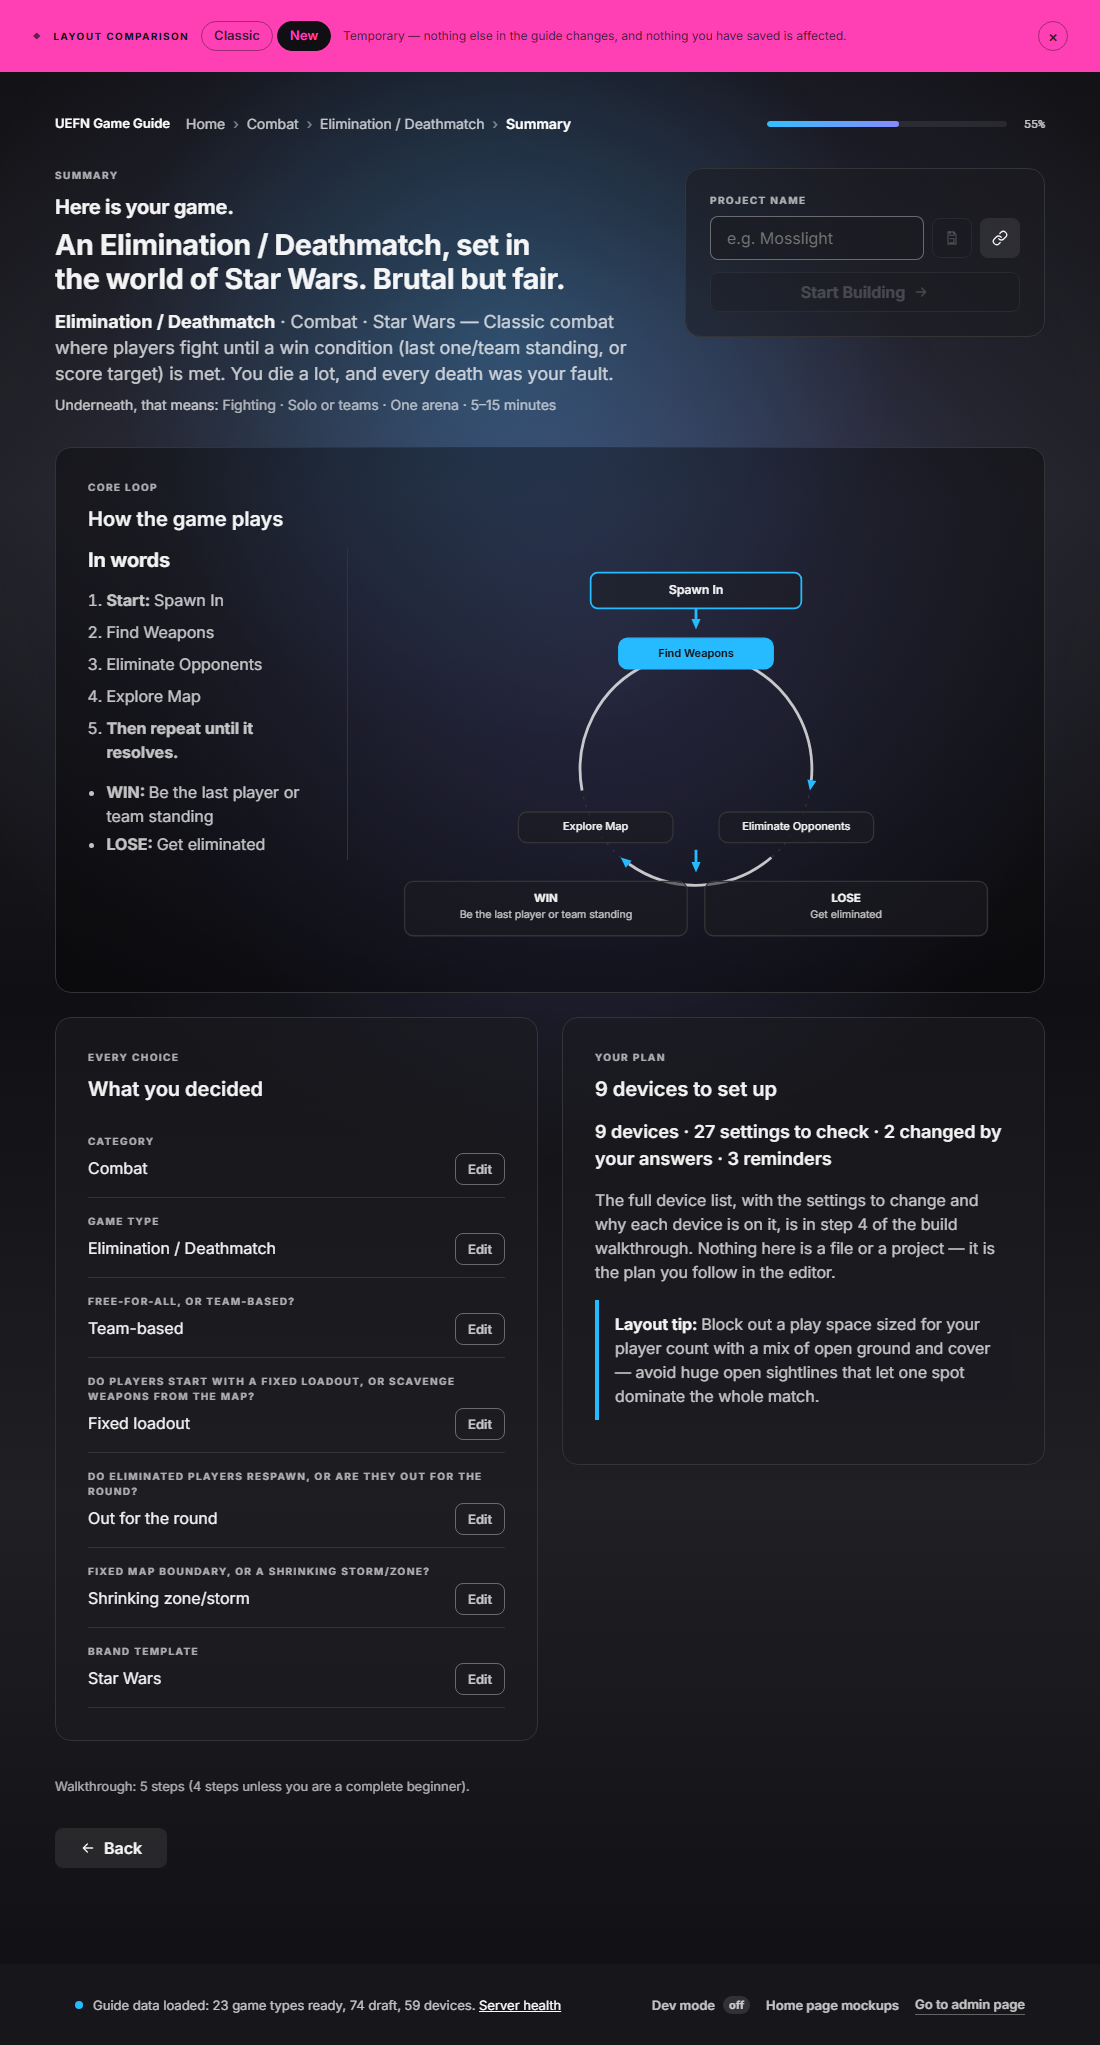 LAYOUT COMPARISON Classic New Temporary — nothing else in the guide changes, and nothing you have saved is affected. ×
UEFN Game Guide Home › Combat › Elimination / Deathmatch › Summary 55%
SUMMARY
Here is your game.
An Elimination / Deathmatch, set in
the world of Star Wars. Brutal but fair.
Elimination / Deathmatch · Combat · Star Wars — Classic combat
where players fight until a win condition (last one/team standing, or
score target) is met. You die a lot, and every death was your fault.
Underneath, that means: Fighting · Solo or teams · One arena · 5–15 minutes
PROJECT NAME
e.g. Mosslight
Start Building →
CORE LOOP
How the game plays
In words
1. Start: Spawn In
2. Find Weapons
3. Eliminate Opponents
4. Explore Map
5. Then repeat until it
resolves.
• WIN: Be the last player or
team standing
• LOSE: Get eliminated
Spawn In
Find Weapons
Explore Map
Eliminate Opponents
WIN
Be the last player or team standing
LOSE
Get eliminated
EVERY CHOICE
What you decided
CATEGORY
Combat Edit
GAME TYPE
Elimination / Deathmatch Edit
FREE-FOR-ALL, OR TEAM-BASED?
Team-based Edit
DO PLAYERS START WITH A FIXED LOADOUT, OR SCAVENGE
WEAPONS FROM THE MAP?
Fixed loadout Edit
DO ELIMINATED PLAYERS RESPAWN, OR ARE THEY OUT FOR THE
ROUND?
Out for the round Edit
FIXED MAP BOUNDARY, OR A SHRINKING STORM/ZONE?
Shrinking zone/storm Edit
BRAND TEMPLATE
Star Wars Edit
YOUR PLAN
9 devices to set up
9 devices · 27 settings to check · 2 changed by
your answers · 3 reminders
The full device list, with the settings to change and
why each device is on it, is in step 4 of the build
walkthrough. Nothing here is a file or a project — it is
the plan you follow in the editor.
Layout tip: Block out a play space sized for your
player count with a mix of open ground and cover
— avoid huge open sightlines that let one spot
dominate the whole match.
Walkthrough: 5 steps (4 steps unless you are a complete beginner).
← Back
Guide data loaded: 23 game types ready, 74 draft, 59 devices. Server health
Dev mode off Home page mockups Go to admin page